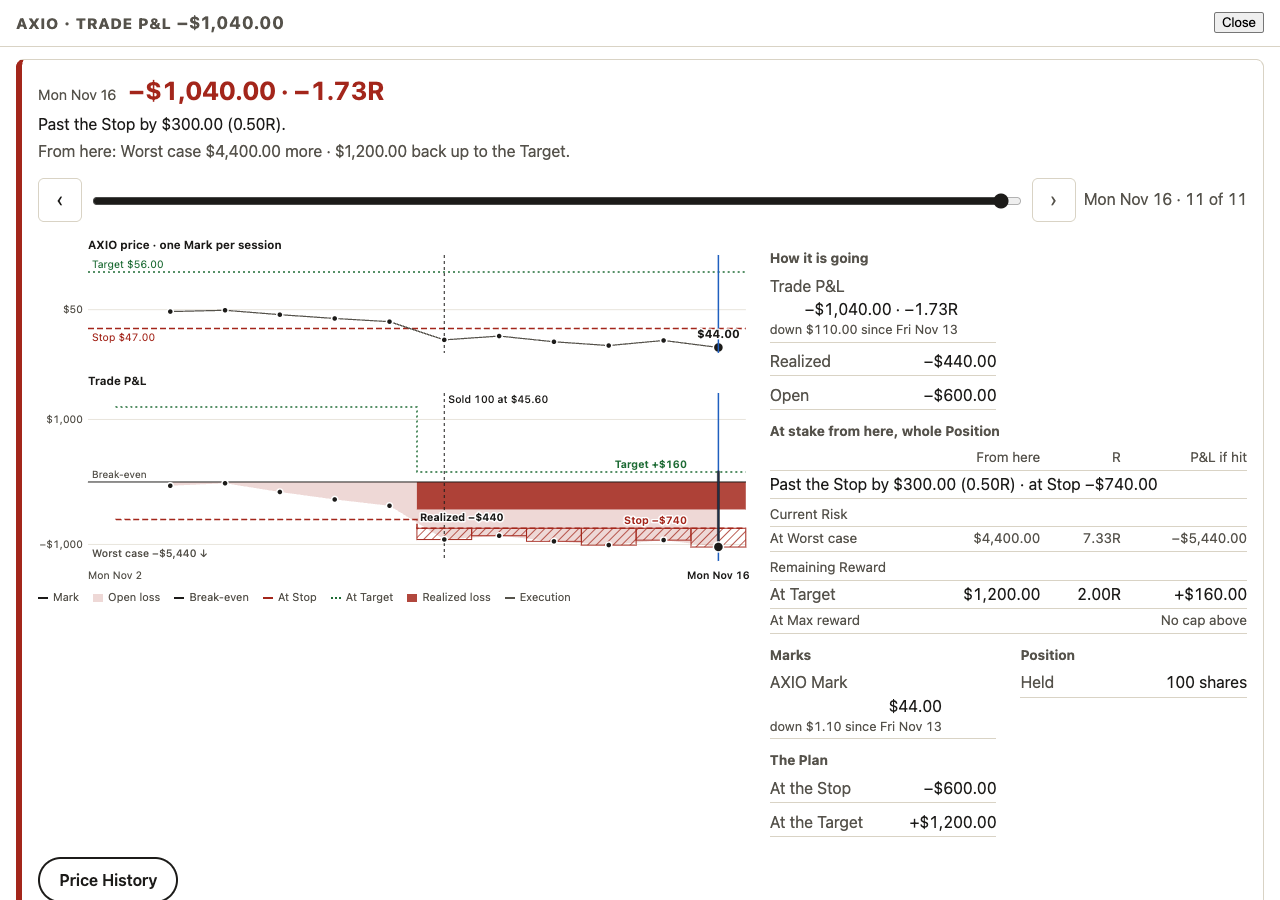 AXIO · TRADE P&L −$1,040.00
Close
Mon Nov 16 −$1,040.00 · −1.73R
Past the Stop by $300.00 (0.50R).
From here: Worst case $4,400.00 more · $1,200.00 back up to the Target.
‹
› Mon Nov 16 · 11 of 11
AXIO price · one Mark per session
Target $56.00
$50
Stop $47.00
$44.00
Trade P&L
Sold 100 at $45.60
$1,000
Target +$160
Break-even
Realized −$440
Stop −$740
−$1,000
Worst case −$5,440 ↓
Mon Nov 2
Mon Nov 16
Mark Open loss Break-even At Stop At Target Realized loss Execution
How it is going
Trade P&L
−$1,040.00 · −1.73R
down $110.00 since Fri Nov 13
Realized −$440.00
Open −$600.00
At stake from here, whole Position
From here R P&L if hit
Past the Stop by $300.00 (0.50R) · at Stop −$740.00
Current Risk
At Worst case $4,400.00 7.33R −$5,440.00
Remaining Reward
At Target $1,200.00 2.00R +$160.00
At Max reward No cap above
Marks
AXIO Mark
$44.00
down $1.10 since Fri Nov 13
Position
Held 100 shares
The Plan
At the Stop −$600.00
At the Target +$1,200.00
Price History